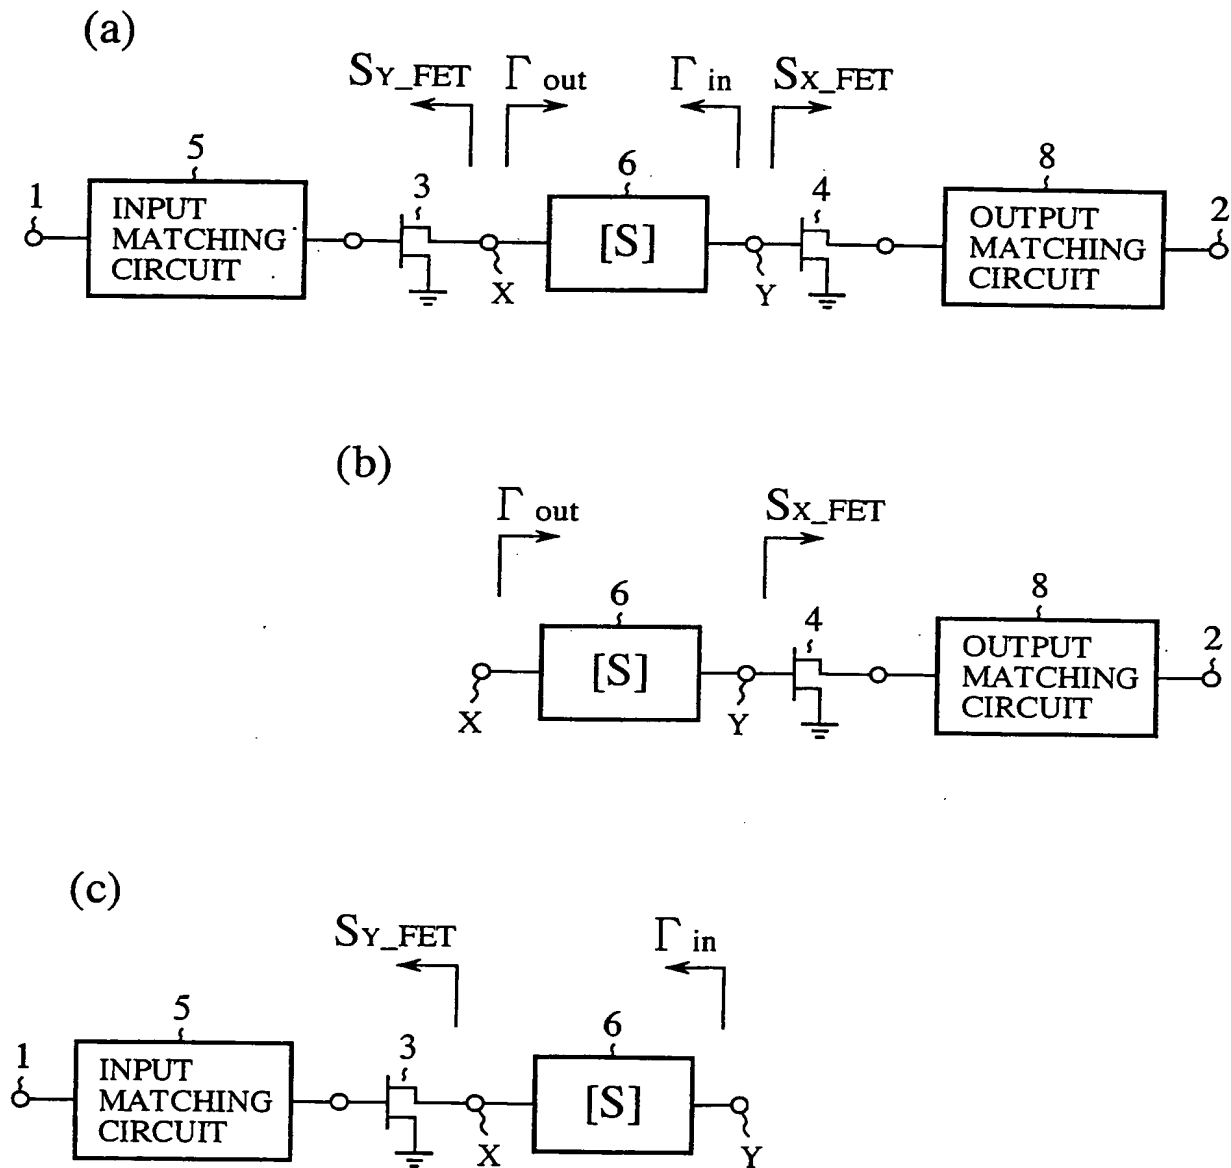 (a)
SY_FET Γ out Γ in SX_FET
5 3 6 4 8
1 2
INPUT
MATCHING
CIRCUIT
[S]
OUTPUT
MATCHING
CIRCUIT
X Y
(b)
Γ out SX_FET
6 4 8
2
[S]
OUTPUT
MATCHING
CIRCUIT
X Y
(c)
SY_FET Γ in
5 3 6
1
INPUT
MATCHING
CIRCUIT
[S]
X Y